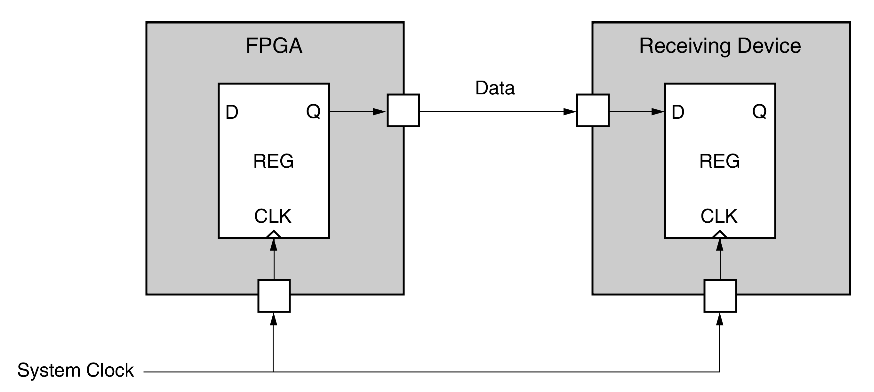 FPGA
Receiving Device
Data
D Q
D Q
REG
REG
CLK
CLK
System Clock